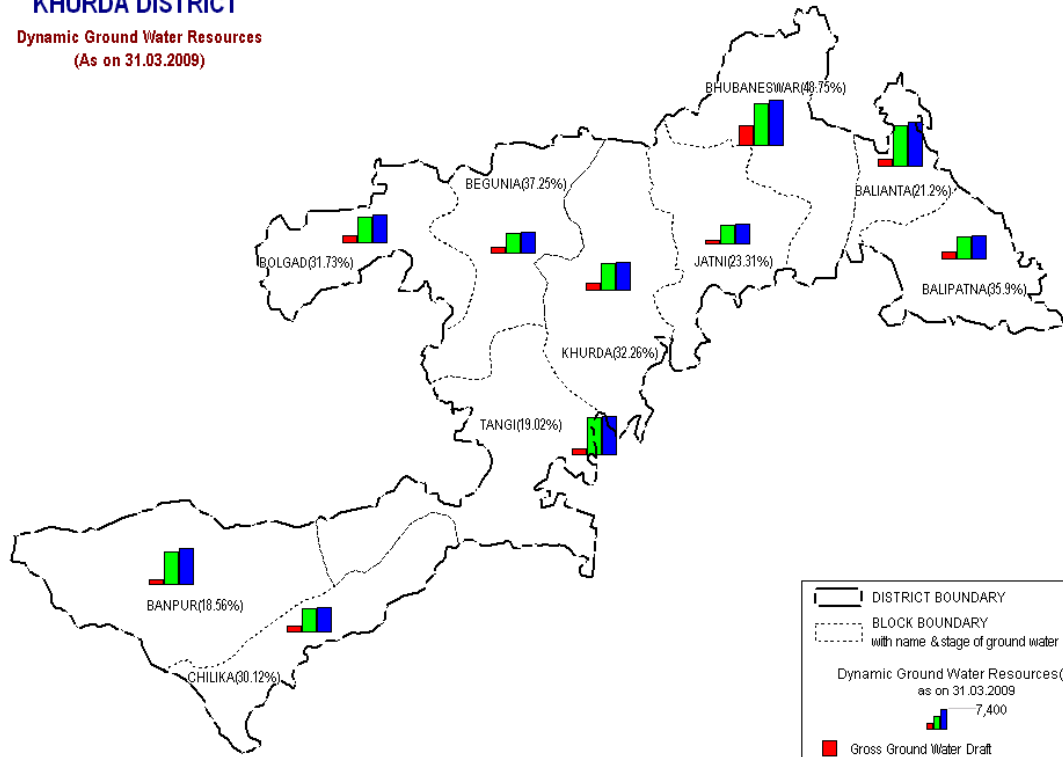 KHURDA DISTRICT
Dynamic Ground Water Resources
(As on 31.03.2009)
BHUBANESWAR(48.75%)
BEGUNIA(37.25%)
BALIANTA(21.2%)
BOLGAD(31.73%)
JATNI(23.31%)
BALIPATNA(35.9%)
KHURDA(32.26%)
TANGI(19.02%)
BANPUR(18.56%)
CHILIKA(30.12%)
DISTRICT BOUNDARY
BLOCK BOUNDARY
with name & stage of ground water
Dynamic Ground Water Resources(
as on 31.03.2009
7,400
Gross Ground Water Draft